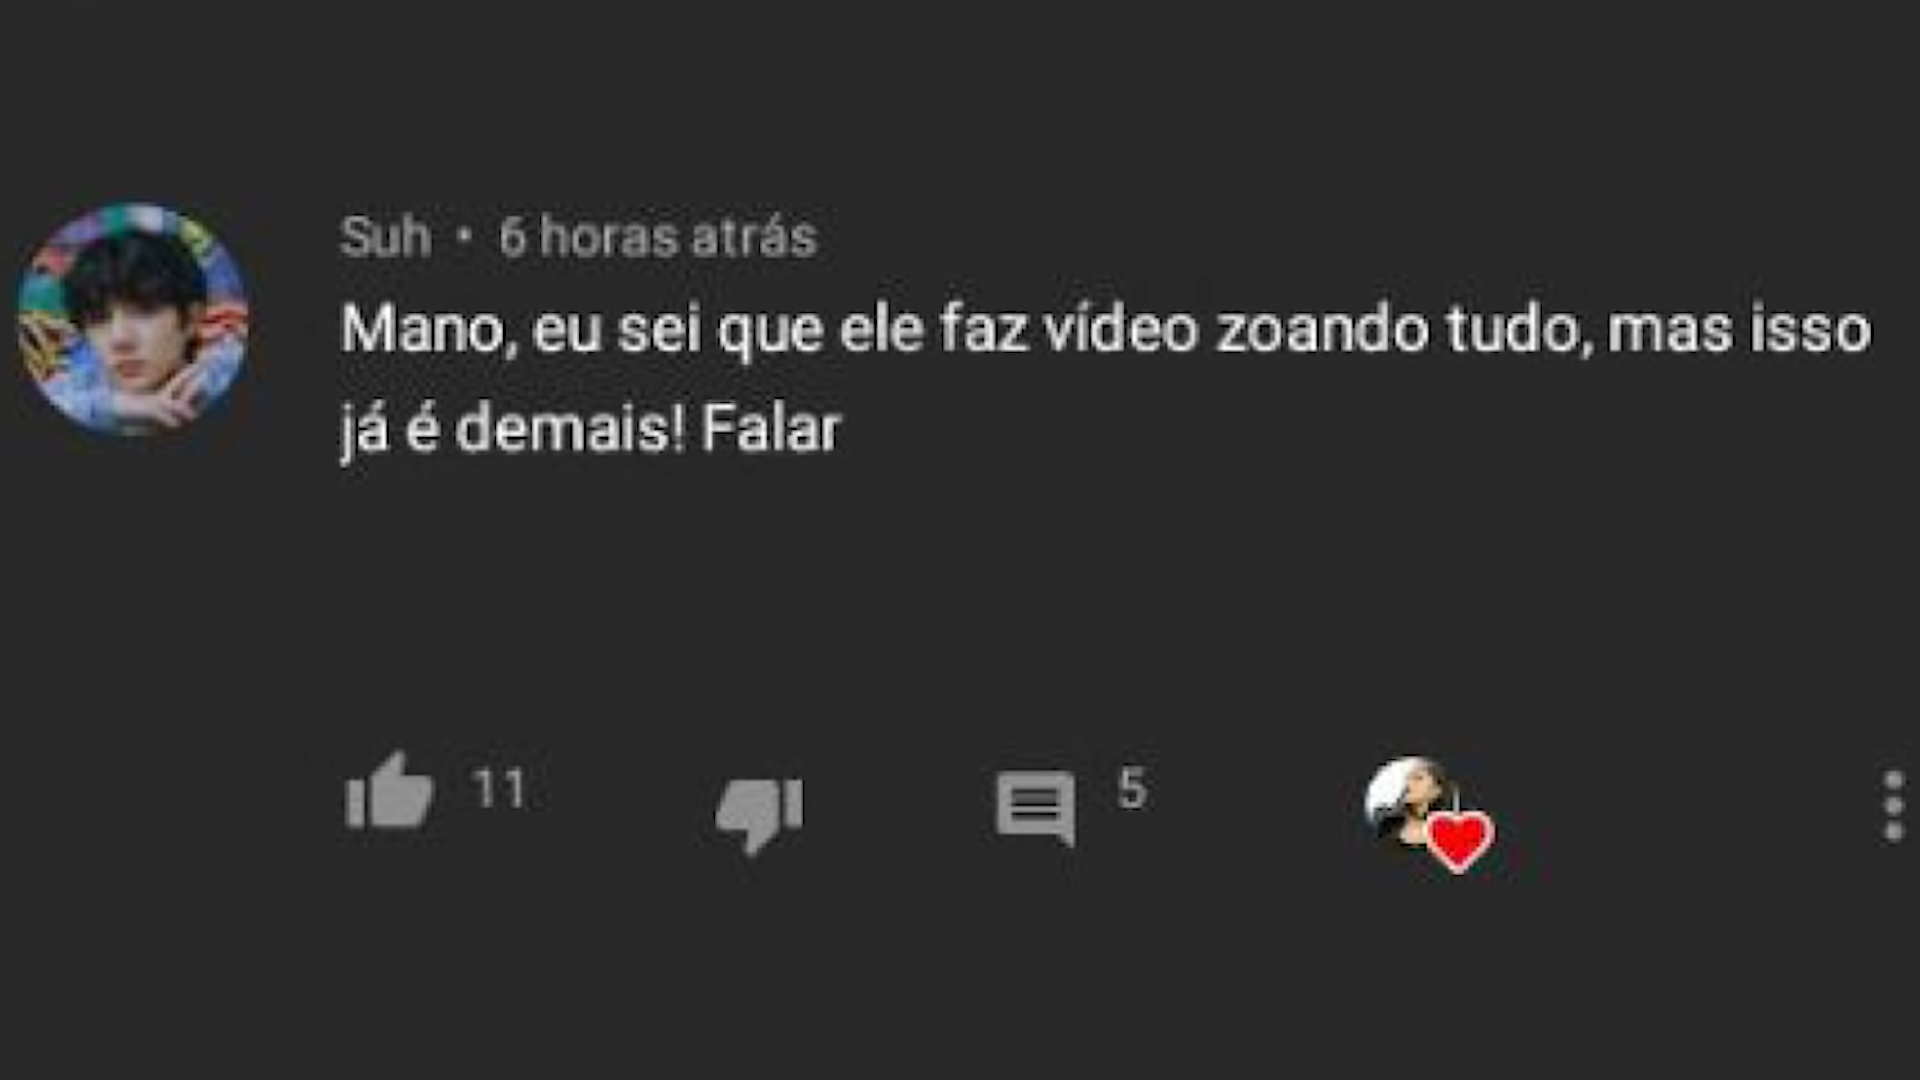 Suh • 6 horas atrás
Mano, eu sei que ele faz vídeo zoando tudo, mas isso
já é demais! Falar
11
5